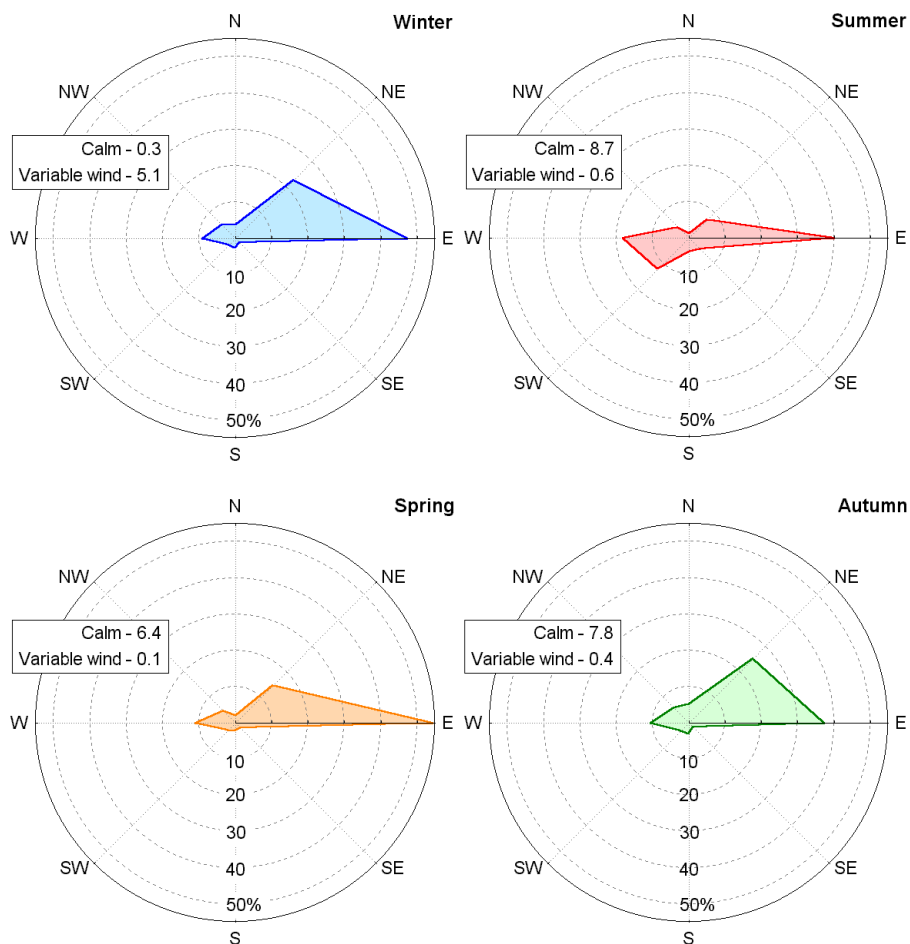 N
Winter
NW
NE
Calm - 0.3
Variable wind - 5.1
W
E
10
20
30
40
50%
SW
SE
S
N
Summer
NW
NE
Calm - 8.7
Variable wind - 0.6
W
E
10
20
30
40
50%
SW
SE
S
N
Spring
NW
NE
Calm - 6.4
Variable wind - 0.1
W
E
10
20
30
40
50%
SW
SE
S
N
Autumn
NW
NE
Calm - 7.8
Variable wind - 0.4
W
E
10
20
30
40
50%
SW
SE
S